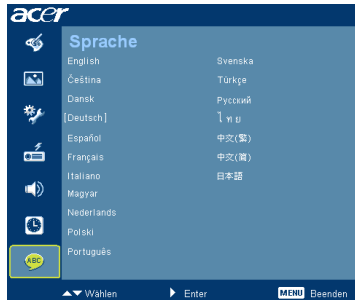 acer
Sprache
English
Čeština
Dansk
[Deutsch]
Español
Français
Italiano
Magyar
Nederlands
Polski
Português
Svenska
Türkçe
Русский
ไทย
中文(繁)
中文(简)
日本語
ABC
Wählen
Enter
MENU Beenden